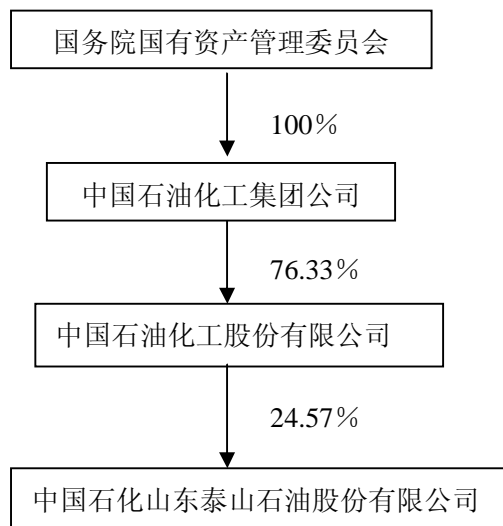 国务院国有资产管理委员会
100％
中国石油化工集团公司
76.33％
中国石油化工股份有限公司
24.57％
中国石化山东泰山石油股份有限公司